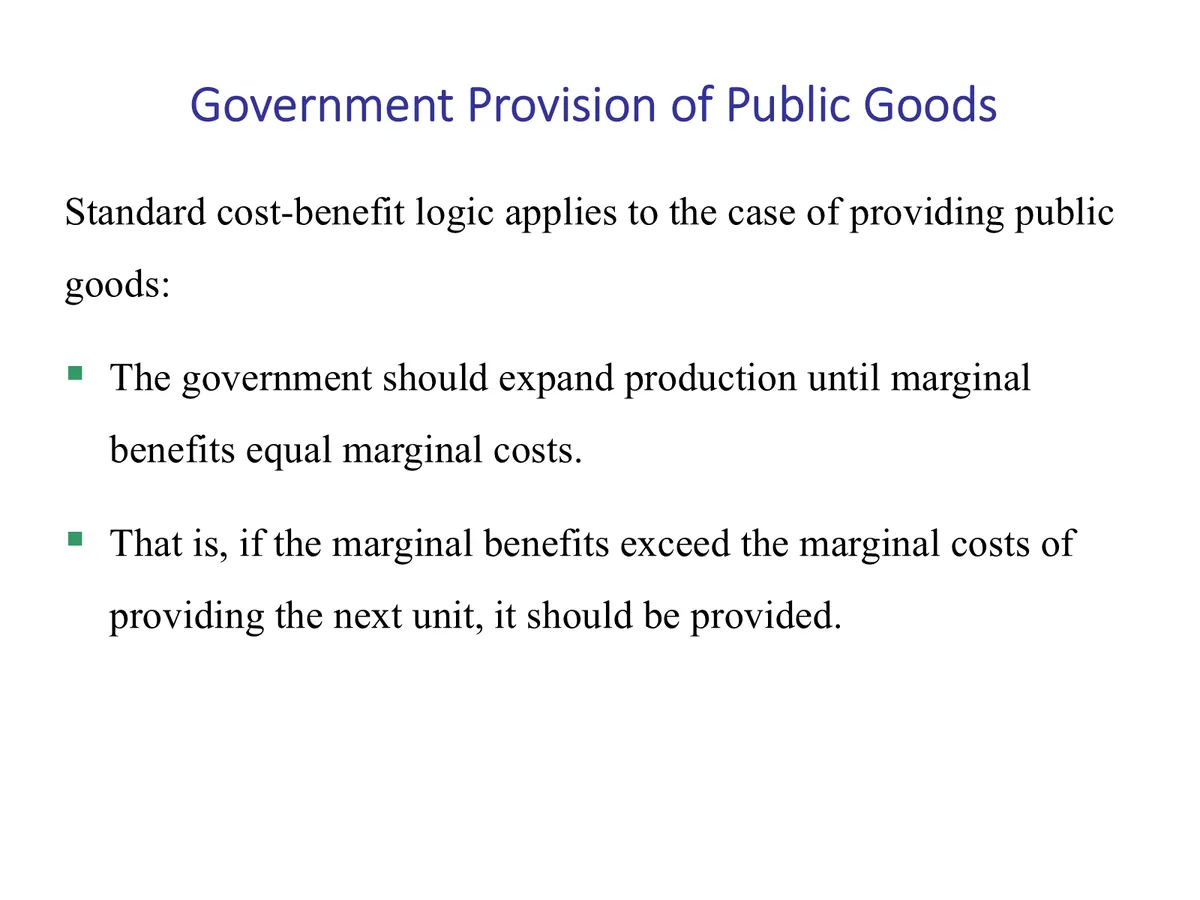 Government Provision of Public Goods
Standard cost-benefit logic applies to the case of providing public
goods:
The government should expand production until marginal
benefits equal marginal costs.
That is, if the marginal benefits exceed the marginal costs of
providing the next unit, it should be provided.